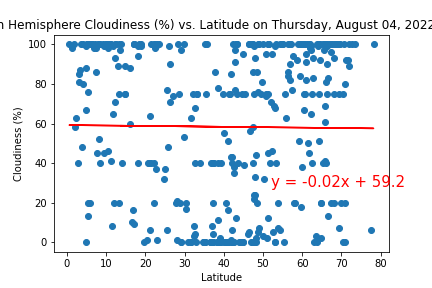 Hemisphere Cloudiness (%) vs. Latitude on Thursday, August 04, 2022
100
80
60
40
20
0
Cloudiness (%)
y = -0.02x + 59.2
0 10 20 30 40 50 60 70 80
Latitude